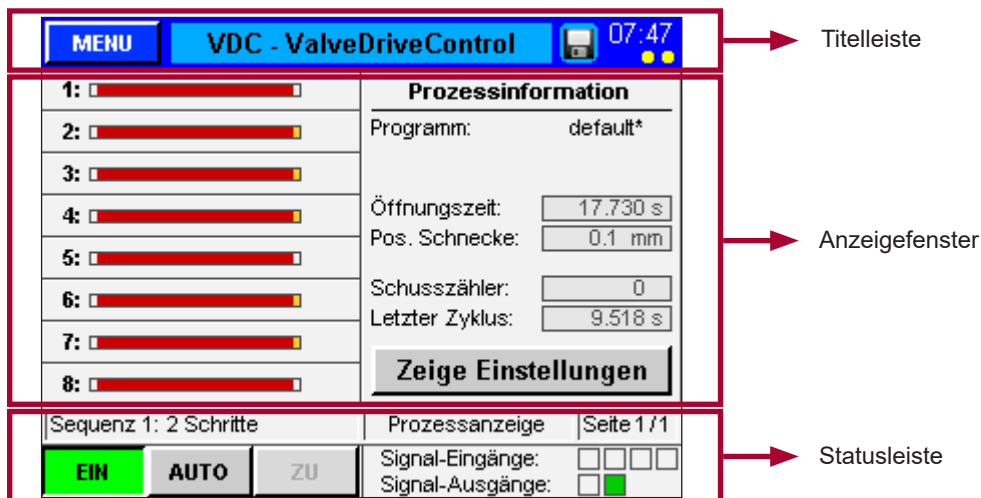 MENU VDC - ValveDriveControl 07:47
Titelleiste
1:
2:
3:
4:
5:
6:
7:
8:
Prozessinformation
Programm: default*
Öffnungszeit: 17.730 s
Pos. Schnecke: 0.1 mm
Schusszähler: 0
Letzter Zyklus: 9.518 s
Zeige Einstellungen
Anzeigefenster
Sequenz 1: 2 Schritte Prozessanzeige Seite 1/1
EIN AUTO ZU
Signal-Eingänge:
Signal-Ausgänge:
Statusleiste